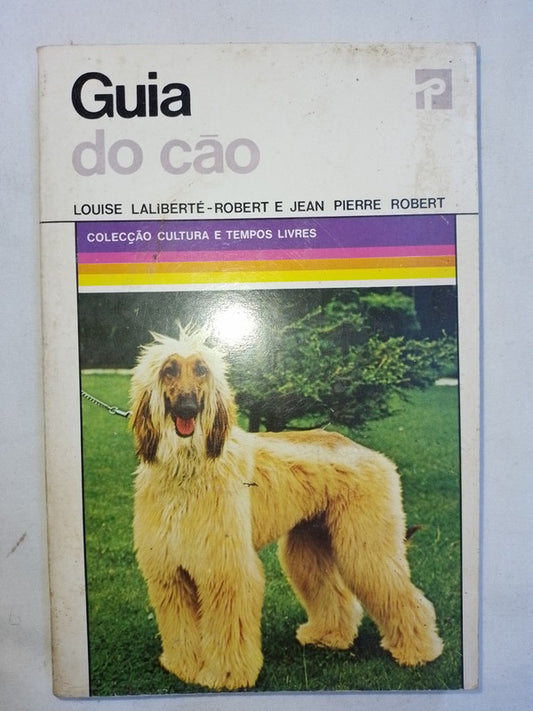 Guia
do cão
LOUISE LALIBERTÉ-ROBERT E JEAN PIERRE ROBERT
COLECÇÃO CULTURA E TEMPOS LIVRES